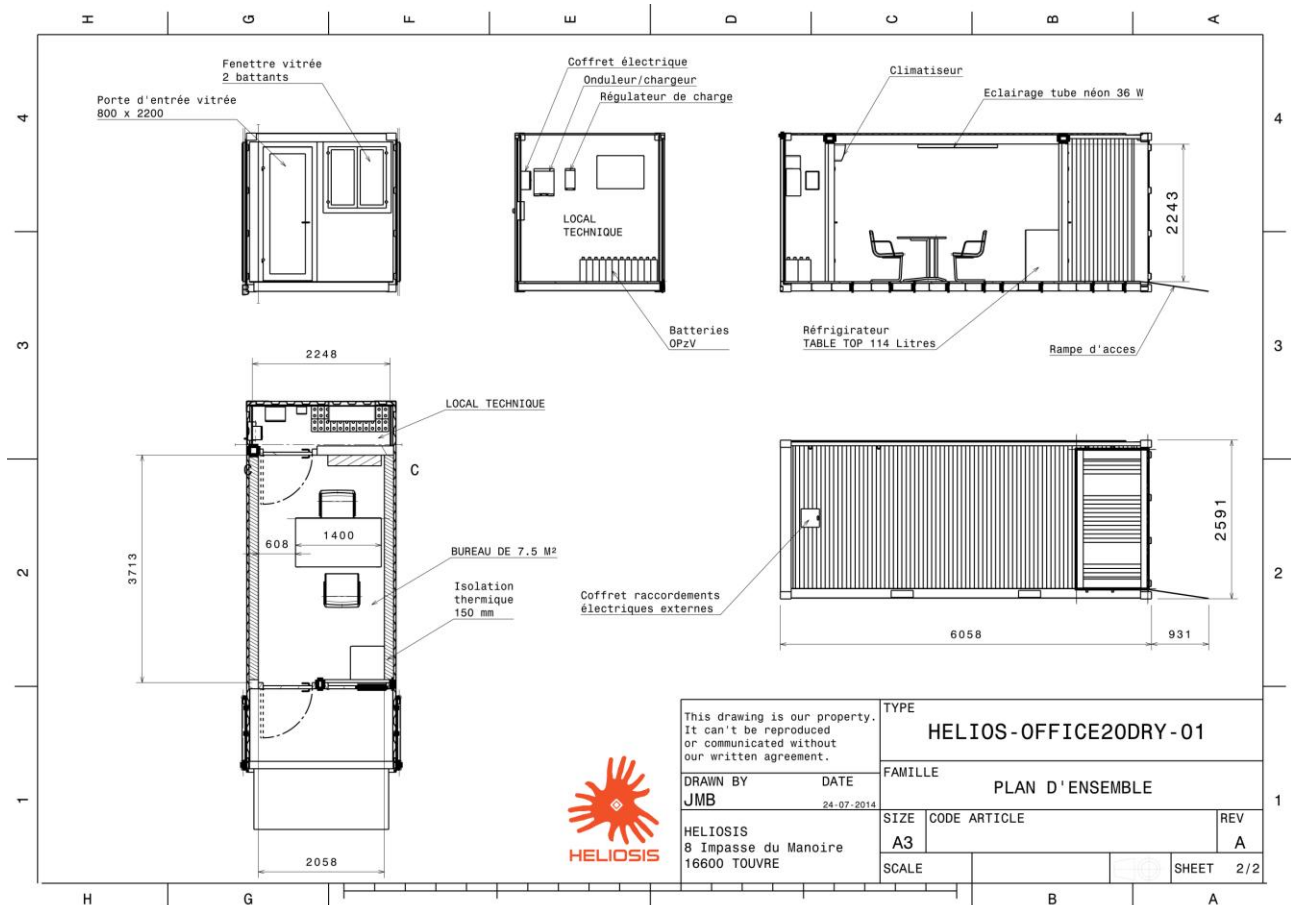 H G F E D C B A
Fenettre vitrée
2 battants
Porte d'entrée vitrée
800 x 2200
Coffret électrique
Onduleur/chargeur
Régulateur de charge
Climatiseur
Eclairage tube néon 36 W
4 4
LOCAL
TECHNIQUE
2243
Batteries
OPzV
Réfrigirateur
TABLE TOP 114 Litres
Rampe d'acces
3 3
2248
LOCAL TECHNIQUE
C C
3713
608
1400
BUREAU DE 7.5 M²
Isolation
thermique
150 mm
2058
Coffret raccordements
électriques externes
2591
6058
931
2 2
HELIOSIS
This drawing is our property.
It can't be reproduced
or communicated without
our written agreement.
TYPE
HELIOS-OFFICE20DRY-01
DRAWN BY DATE
JMB 24-07-2014
FAMILLE
PLAN D'ENSEMBLE
HELIOSIS
8 Impasse du Manoire
16600 TOUVRE
SIZE CODE ARTICLE REV
A3 A
SCALE SHEET 2/2
1 1
H G B A